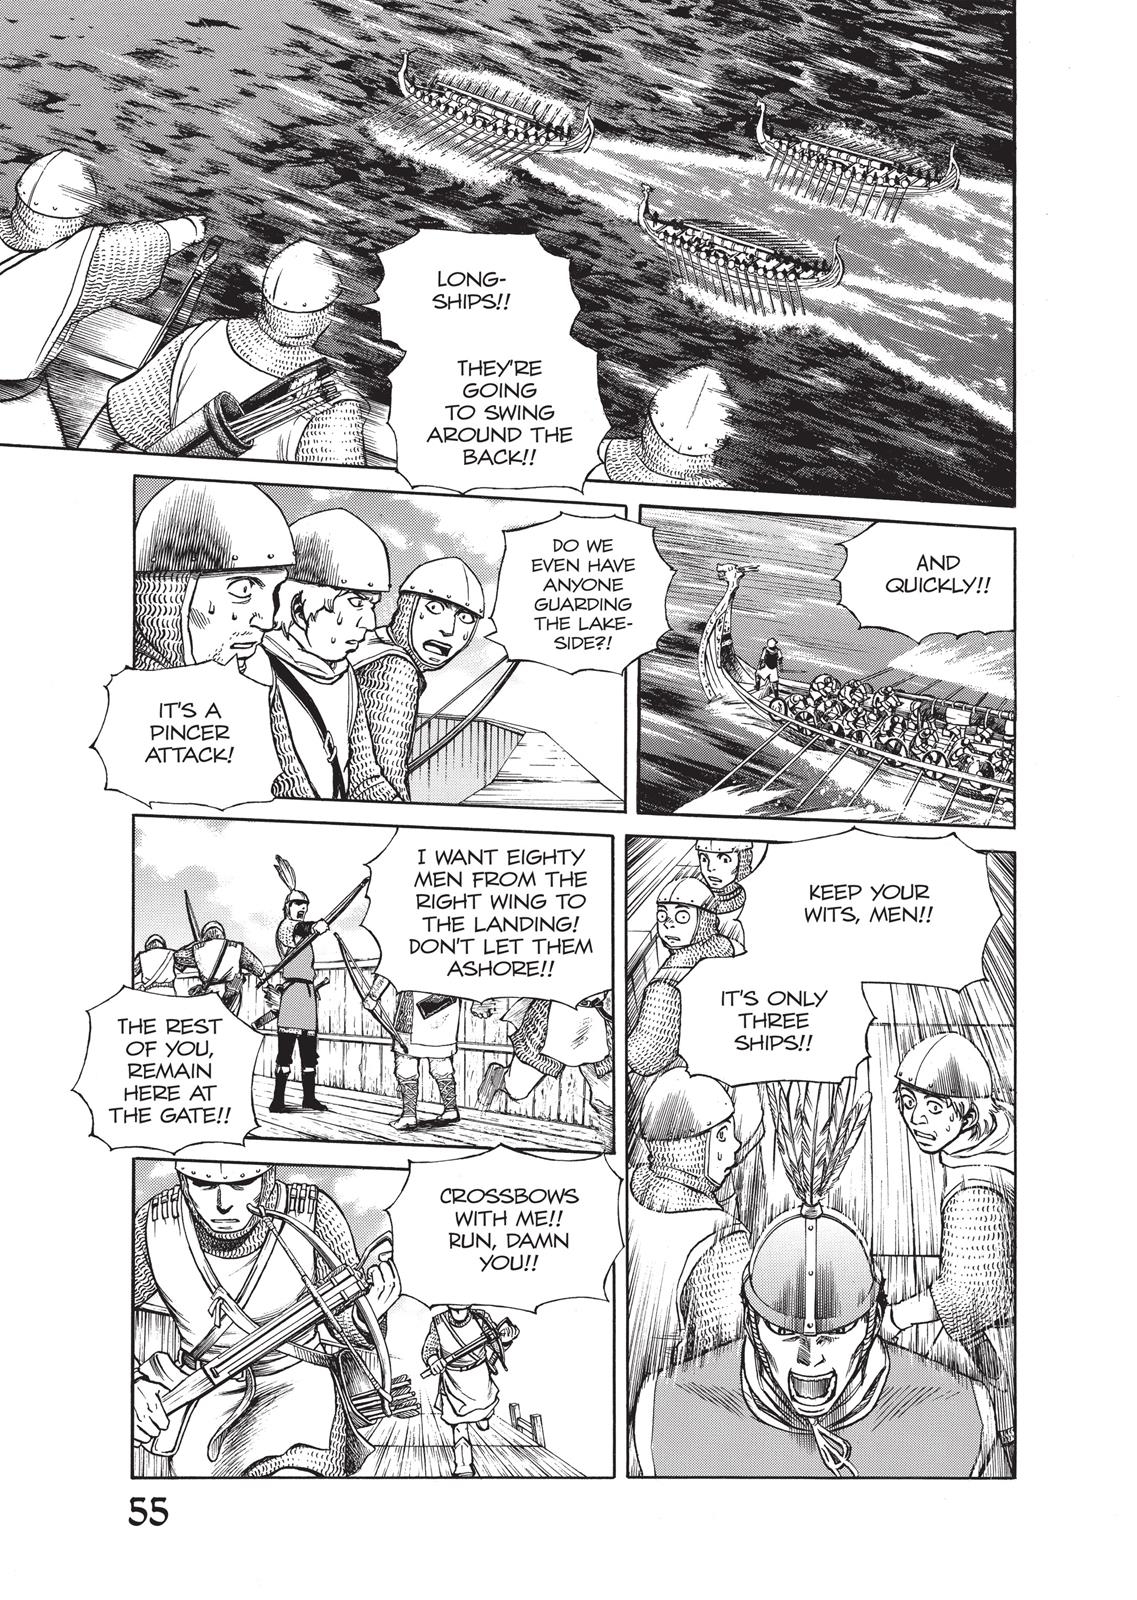 LONG-
SHIPS!!
THEY'RE
GOING
TO SWING
AROUND THE
BACK!!
AND
QUICKLY!!
DO WE
EVEN HAVE
ANYONE
GUARDING
THE LAKE-
SIDE?!
IT'S A
PINCER
ATTACK!
KEEP YOUR
WITS, MEN!!
IT'S ONLY
THREE
SHIPS!!
I WANT EIGHTY
MEN FROM THE
RIGHT WING TO
THE LANDING!
DON'T LET THEM
ASHORE!!
THE REST
OF YOU,
REMAIN
HERE AT
THE GATE!!
CROSSBOWS
WITH ME!!
RUN, DAMN
YOU!!
55